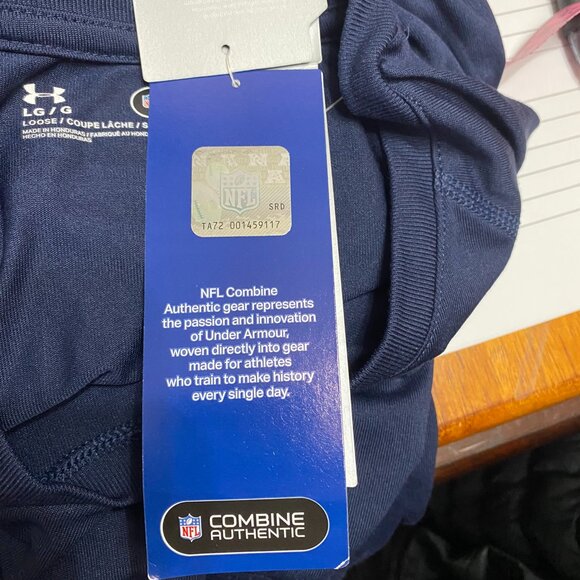 LG / G
LOOSE / COUPE LÂCHE /
MADE IN HONDURAS / FABRIQUÉ AU
HECHO EN HONDURAS
NFL
SRD
TA72 001459117
NFL Combine
Authentic gear represents
the passion and innovation
of Under Armour,
woven directly into gear
made for athletes
who train to make history
every single day.
NFL
COMBINE
AUTHENTIC